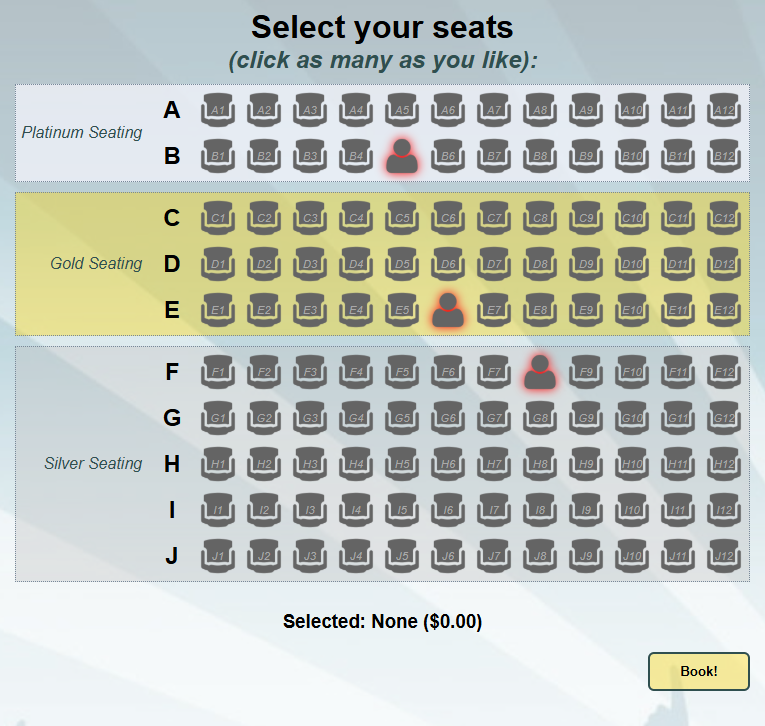 Select your seats
(click as many as you like):
A A1 A2 A3 A4 A5 A6 A7 A8 A9 A10 A11 A12
Platinum Seating
B B1 B2 B3 B4 B6 B7 B8 B9 B10 B11 B12
C C1 C2 C3 C4 C5 C6 C7 C8 C9 C10 C11 C12
Gold Seating D D1 D2 D3 D4 D5 D6 D7 D8 D9 D10 D11 D12
E E1 E2 E3 E4 E5 E7 E8 E9 E10 E11 E12
F F1 F2 F3 F4 F5 F6 F7 F9 F10 F11 F12
G G1 G2 G3 G4 G5 G6 G7 G8 G9 G10 G11 G12
Silver Seating H H1 H2 H3 H4 H5 H6 H7 H8 H9 H10 H11 H12
I I1 I2 I3 I4 I5 I6 I7 I8 I9 I10 I11 I12
J J1 J2 J3 J4 J5 J6 J7 J8 J9 J10 J11 J12
Selected: None ($0.00)
Book!